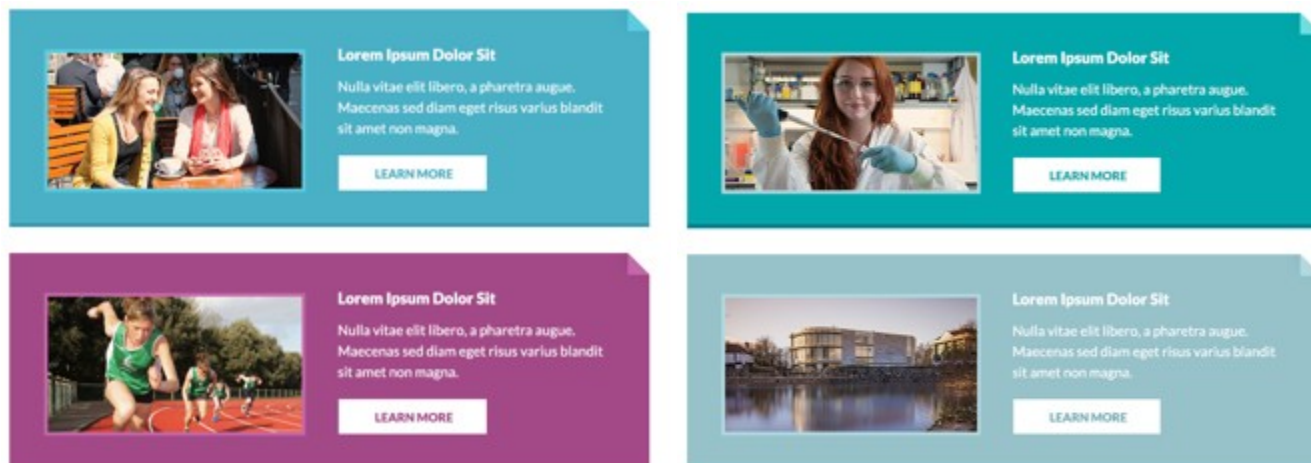 Lorem Ipsum Dolor Sit
Nulla vitae elit libero, a pharetra augue.
Maecenas sed diam eget risus varius blandit
sit amet non magna.
LEARN MORE
Lorem Ipsum Dolor Sit
Nulla vitae elit libero, a pharetra augue.
Maecenas sed diam eget risus varius blandit
sit amet non magna.
LEARN MORE
Lorem Ipsum Dolor Sit
Nulla vitae elit libero, a pharetra augue.
Maecenas sed diam eget risus varius blandit
sit amet non magna.
LEARN MORE
Lorem Ipsum Dolor Sit
Nulla vitae elit libero, a pharetra augue.
Maecenas sed diam eget risus varius blandit
sit amet non magna.
LEARN MORE